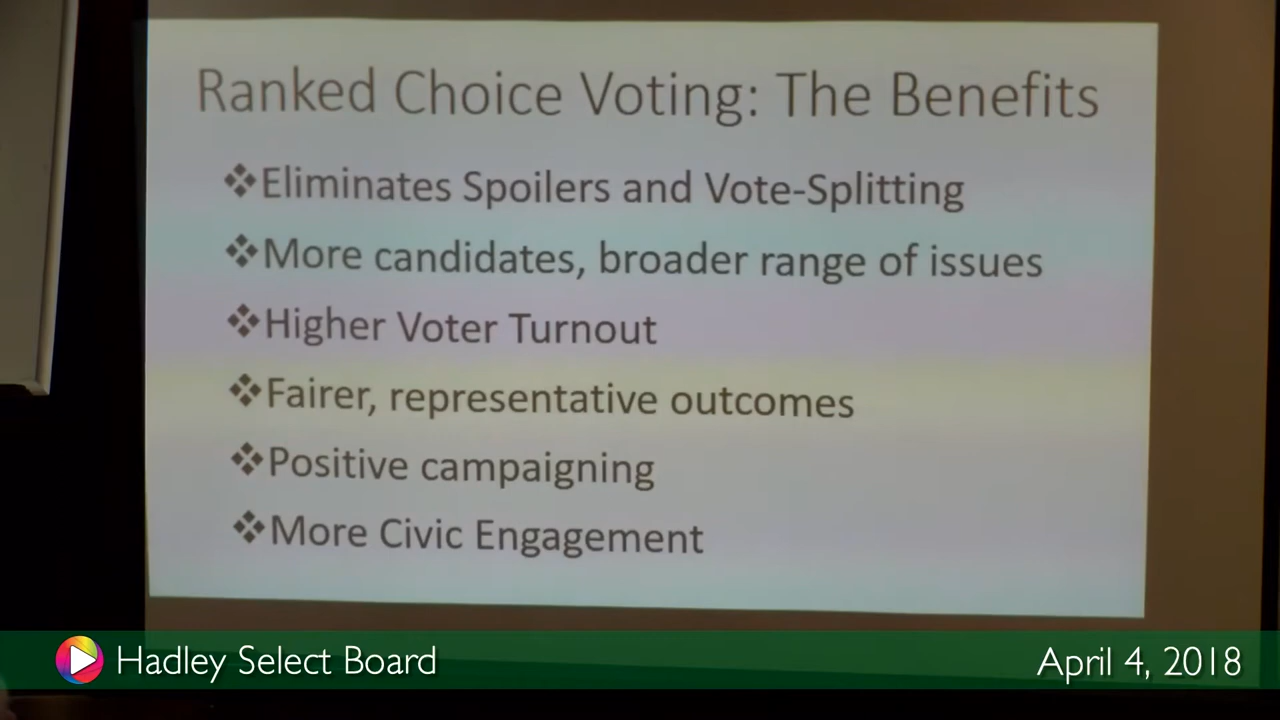 Ranked Choice Voting: The Benefits
❖Eliminates Spoilers and Vote-Splitting
❖More candidates, broader range of issues
❖Higher Voter Turnout
❖Fairer, representative outcomes
❖Positive campaigning
❖More Civic Engagement
Hadley Select Board
April 4, 2018